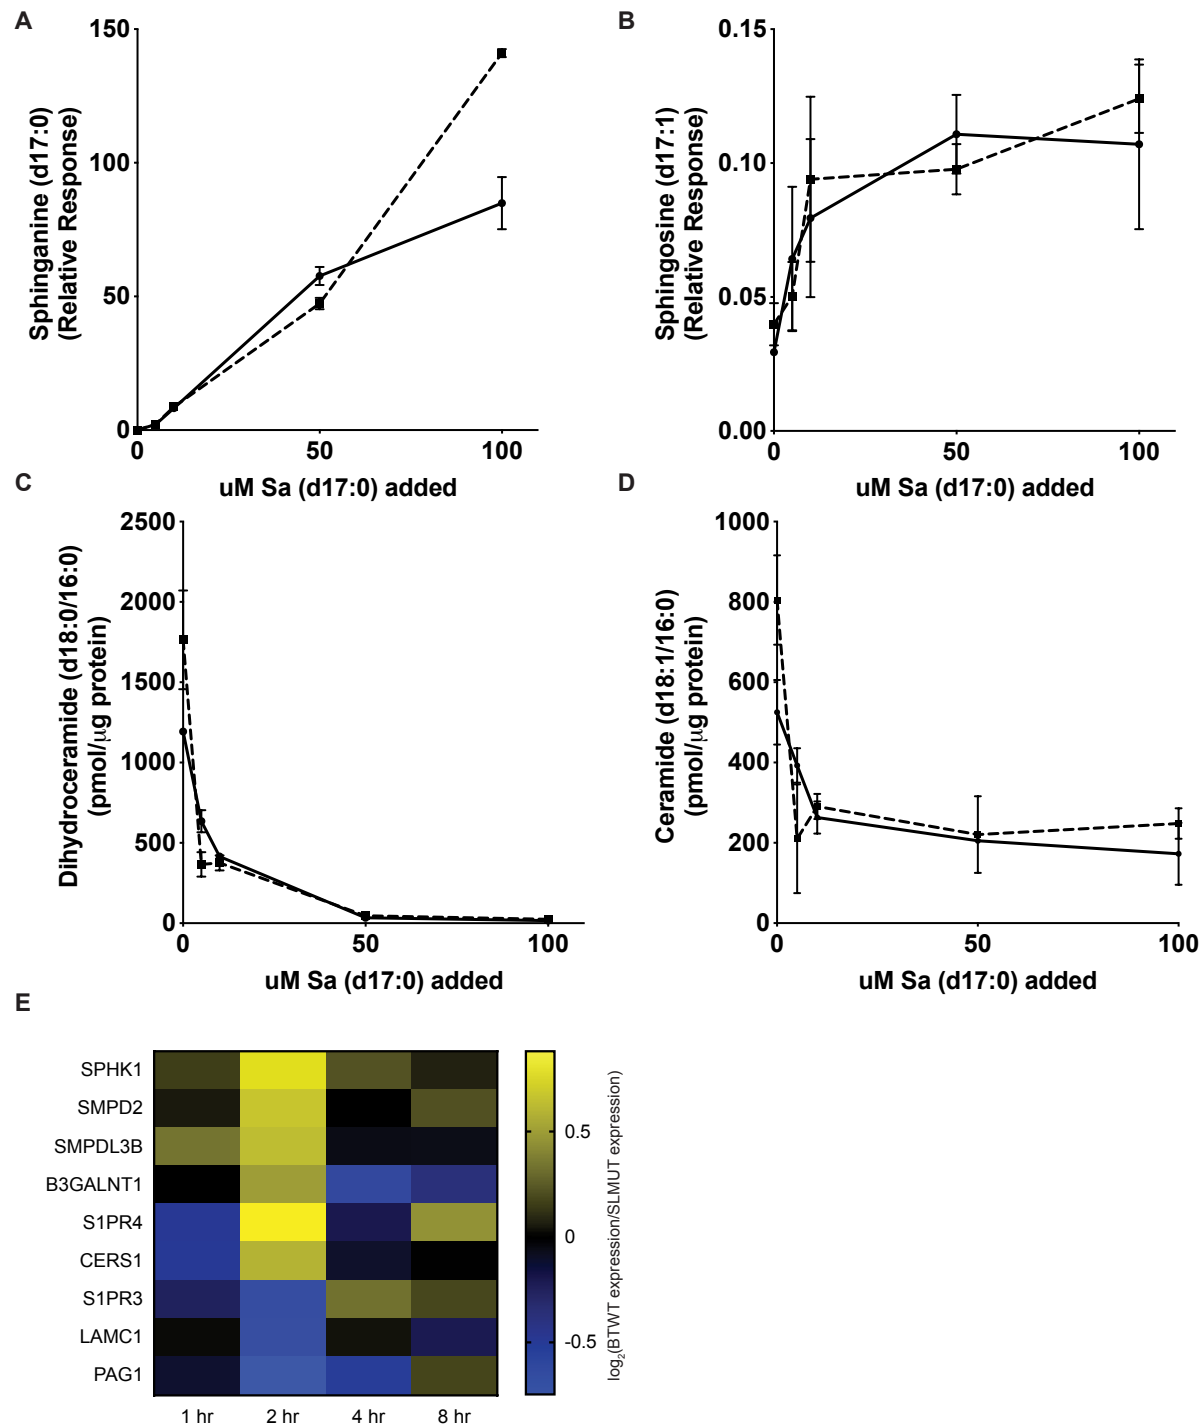 A
Sphinganine (d17:0)
(Relative Response)
150
100
50
0
0
50
100
uM Sa (d17:0) added
B
Sphingosine (d17:1)
(Relative Response)
0.15
0.10
0.05
0.00
0
50
100
uM Sa (d17:0) added
C
Dihydroceramide (d18:0/16:0)
(pmol/μg protein)
2500
2000
1500
1000
500
0
0
50
100
uM Sa (d17:0) added
D
Ceramide (d18:1/16:0)
(pmol/μg protein)
1000
800
600
400
200
0
0
50
100
uM Sa (d17:0) added
E
SPHK1
SMPD2
SMPDL3B
B3GALNT1
S1PR4
CERS1
S1PR3
LAMC1
PAG1
1 hr
2 hr
4 hr
8 hr
0.5
0
-0.5
log₂(BTWT expression/SLMUT expression)